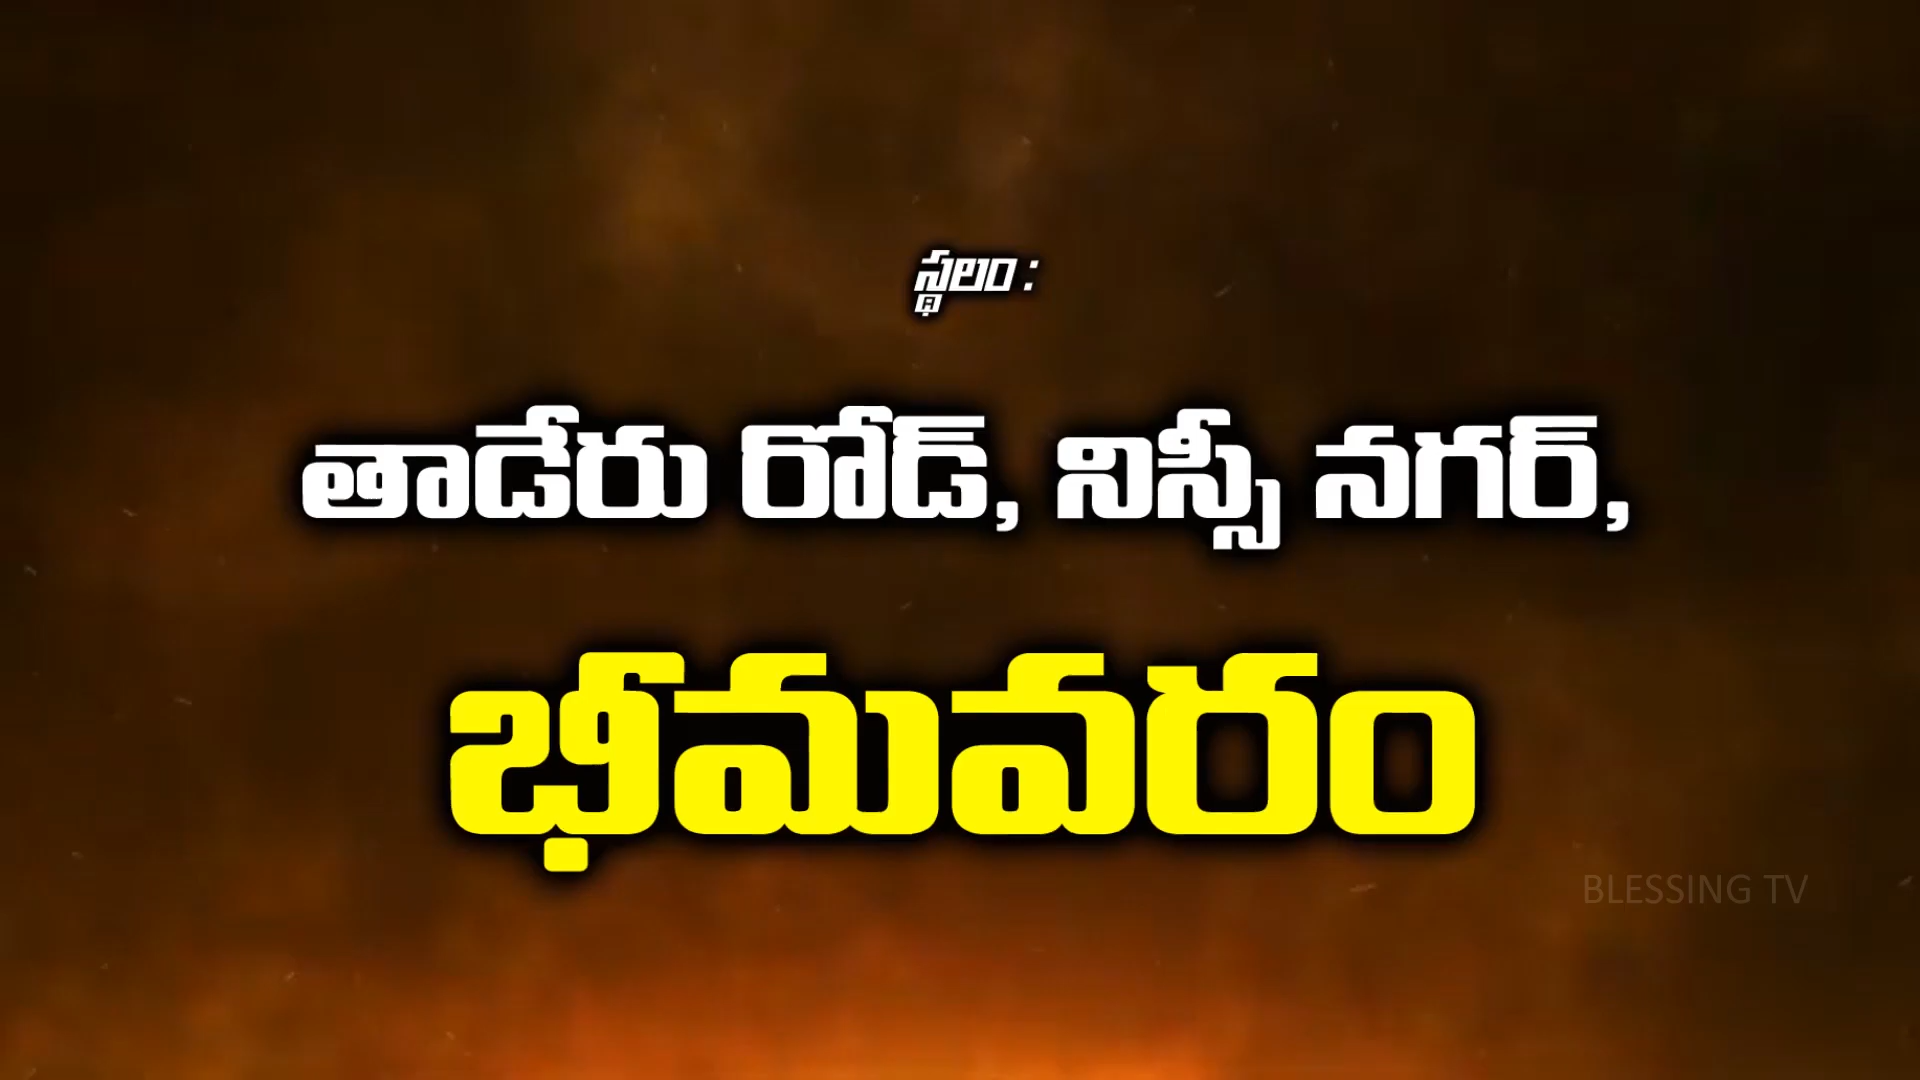 స్థలం :
తాడేరు రోడ్, నిస్సీ నగర్,
భీమవరం
BLESSING TV